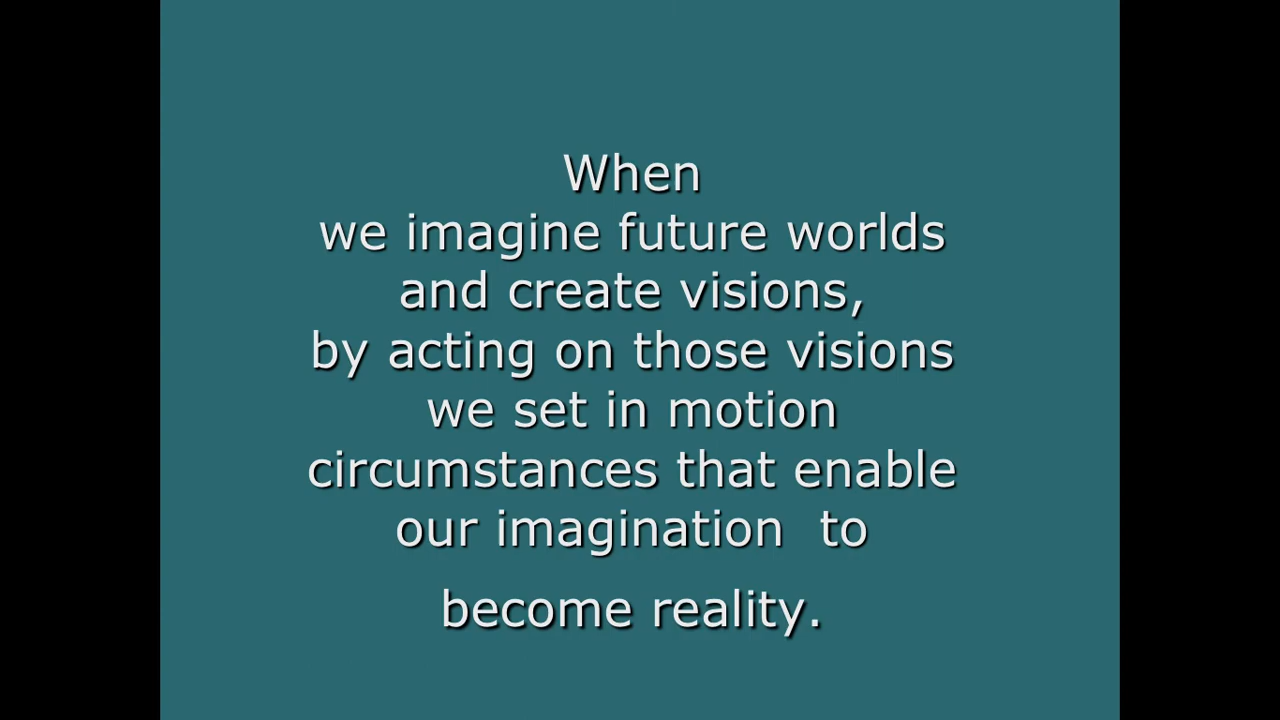 When
we imagine future worlds
and create visions,
by acting on those visions
we set in motion
circumstances that enable
our imagination  to
become reality.